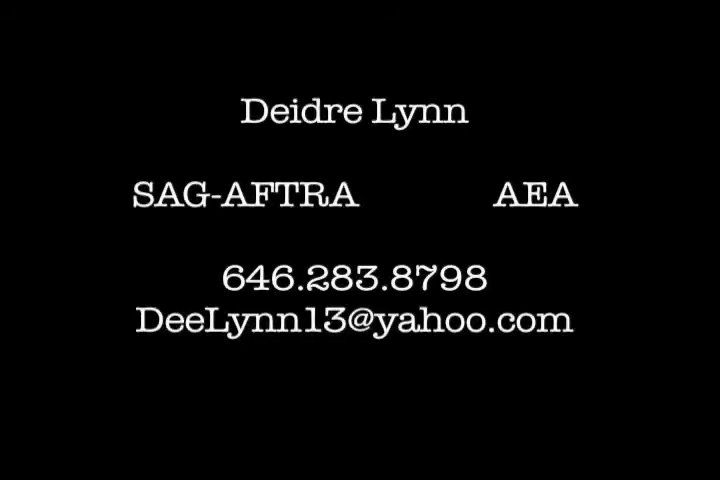 Deidre Lynn
SAG-AFTRA AEA
646.283.8798
DeeLynn13@yahoo.com